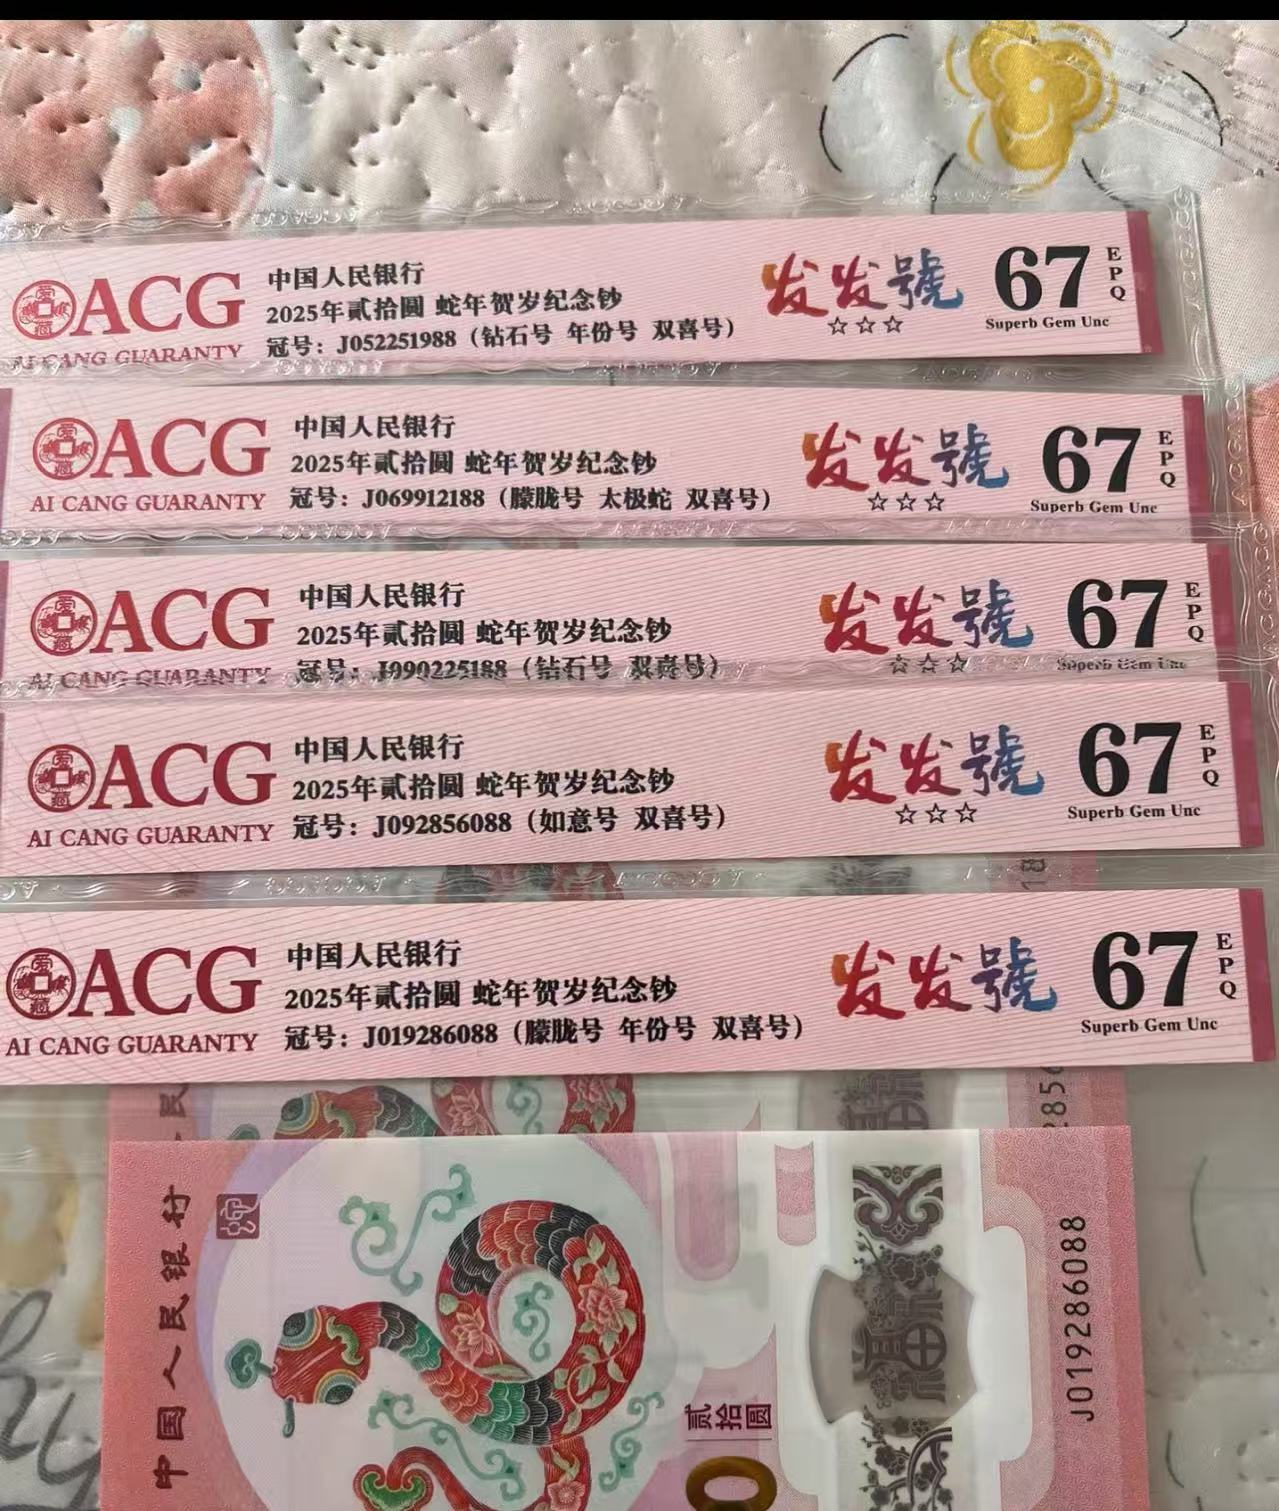 ACG
AI CANG GUARANTY
中国人民银行
2025年贰拾圆 蛇年贺岁纪念钞
冠号：J052251988（钻石号 年份号 双喜号）
发发號
☆☆☆
67
EPQ
Superb Gem Unc
ACG
AI CANG GUARANTY
中国人民银行
2025年贰拾圆 蛇年贺岁纪念钞
冠号：J069912188（朦胧号 太极蛇 双喜号）
发发號
☆☆☆
67
EPQ
Superb Gem Unc
ACG
AI CANG GUARANTY
中国人民银行
2025年贰拾圆 蛇年贺岁纪念钞
冠号：J090225188（钻石号 双喜号）
发发號
☆☆☆
67
EPQ
Superb Gem Unc
ACG
AI CANG GUARANTY
中国人民银行
2025年贰拾圆 蛇年贺岁纪念钞
冠号：J092856088（如意号 双喜号）
发发號
☆☆☆
67
EPQ
Superb Gem Unc
ACG
AI CANG GUARANTY
中国人民银行
2025年贰拾圆 蛇年贺岁纪念钞
冠号：J019286088（朦胧号 年份号 双喜号）
发发號
☆☆☆
67
EPQ
Superb Gem Unc
中国人民银行
贰拾圆
福
J019286088